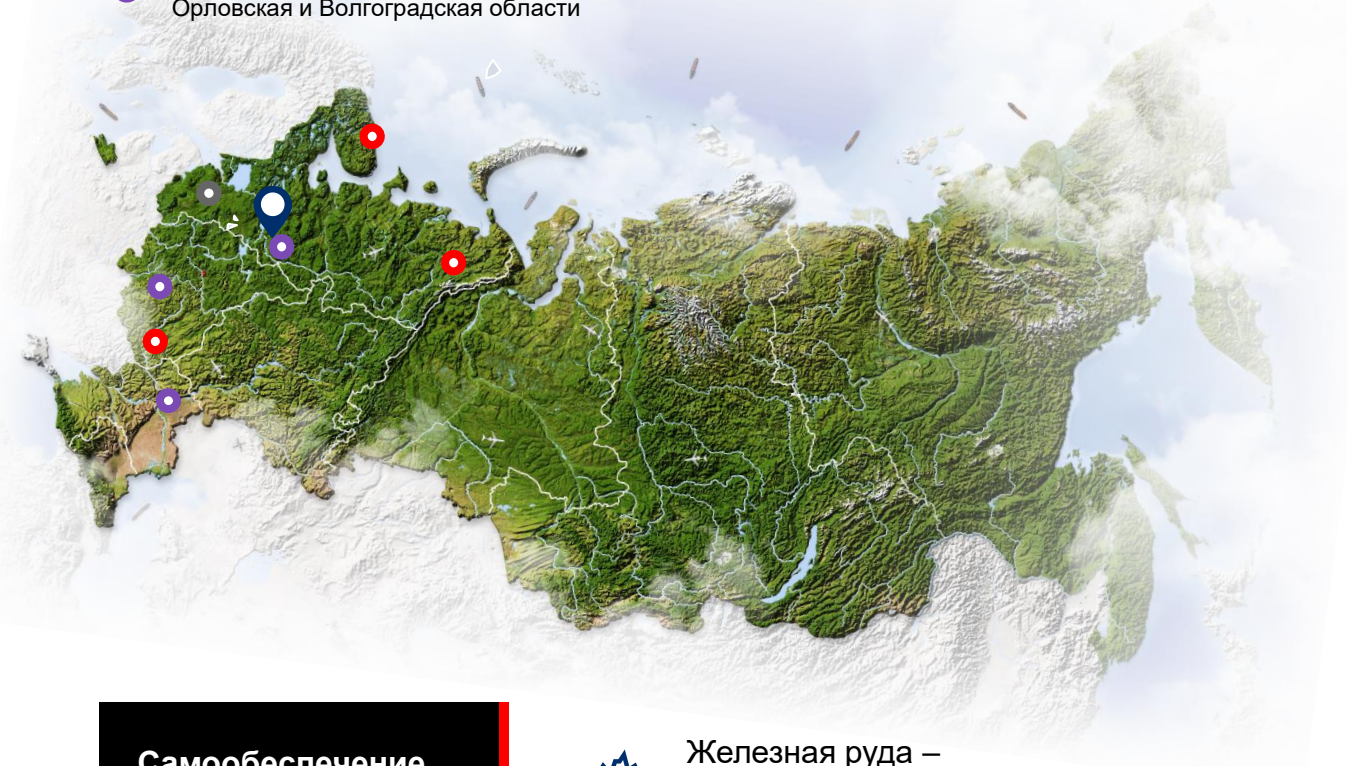 Орловская и Волгоградская области
Самообеспечение
Железная руда –